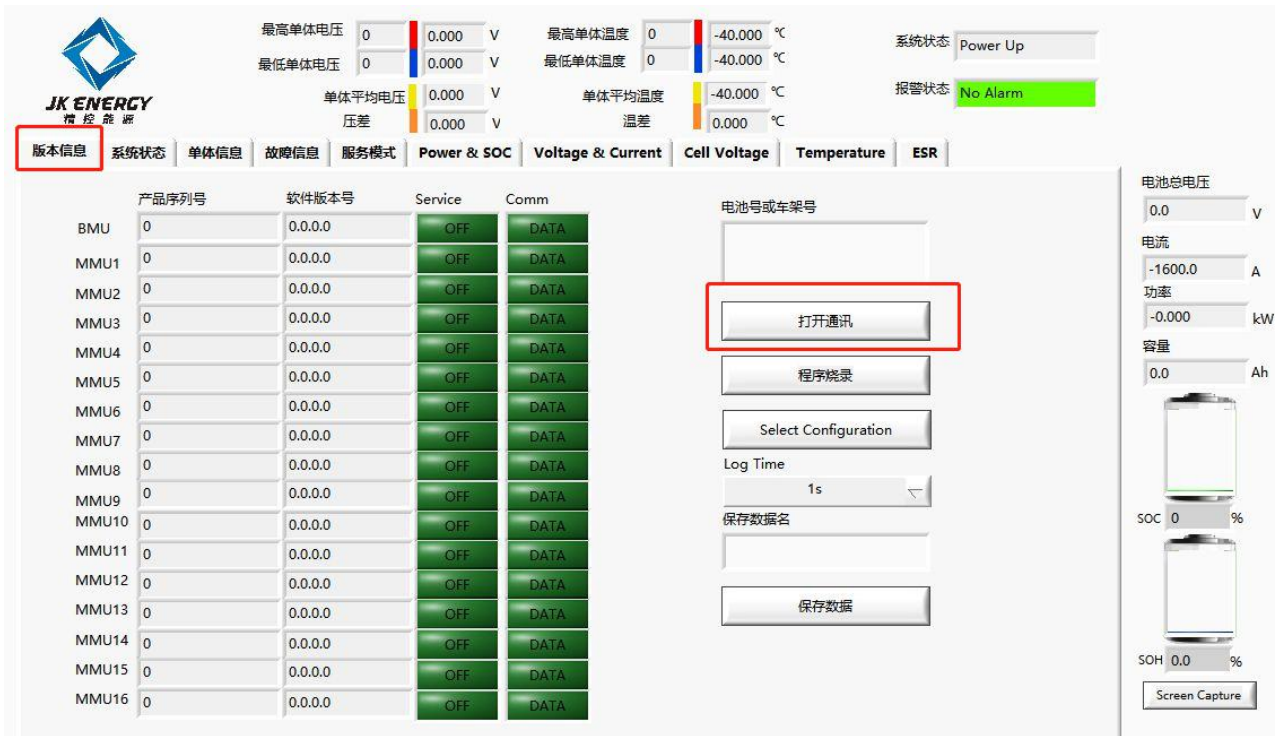 JK ENERGY
精控能源
最高单体电压 0 0.000 V 最高单体温度 0 -40.000 ℃
最低单体电压 0 0.000 V 最低单体温度 0 -40.000 ℃
单体平均电压 0.000 V 单体平均温度 -40.000 ℃
压差 0.000 V 温差 0.000 ℃
系统状态 Power Up
报警状态 No Alarm
版本信息 系统状态 单体信息 故障信息 服务模式 Power & SOC Voltage & Current Cell Voltage Temperature ESR
产品序列号 软件版本号 Service Comm
BMU 0 0.0.0.0 OFF DATA
MMU1 0 0.0.0.0 OFF DATA
MMU2 0 0.0.0.0 OFF DATA
MMU3 0 0.0.0.0 OFF DATA
MMU4 0 0.0.0.0 OFF DATA
MMU5 0 0.0.0.0 OFF DATA
MMU6 0 0.0.0.0 OFF DATA
MMU7 0 0.0.0.0 OFF DATA
MMU8 0 0.0.0.0 OFF DATA
MMU9 0 0.0.0.0 OFF DATA
MMU10 0 0.0.0.0 OFF DATA
MMU11 0 0.0.0.0 OFF DATA
MMU12 0 0.0.0.0 OFF DATA
MMU13 0 0.0.0.0 OFF DATA
MMU14 0 0.0.0.0 OFF DATA
MMU15 0 0.0.0.0 OFF DATA
MMU16 0 0.0.0.0 OFF DATA
电池号或车架号
打开通讯
程序烧录
Select Configuration
Log Time
1s
保存数据名
保存数据
电池总电压
0.0 V
电流
-1600.0 A
功率
-0.000 kW
容量
0.0 Ah
SOC 0 %
SOH 0.0 %
Screen Capture